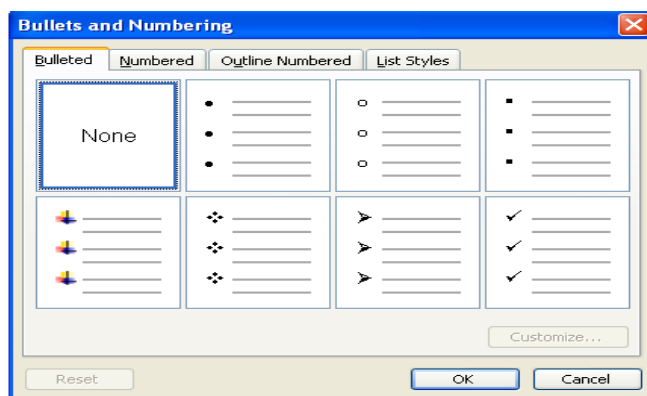 Bullets and Numbering
Bulleted Numbered Outline Numbered List Styles
None
Customize...
Reset OK Cancel